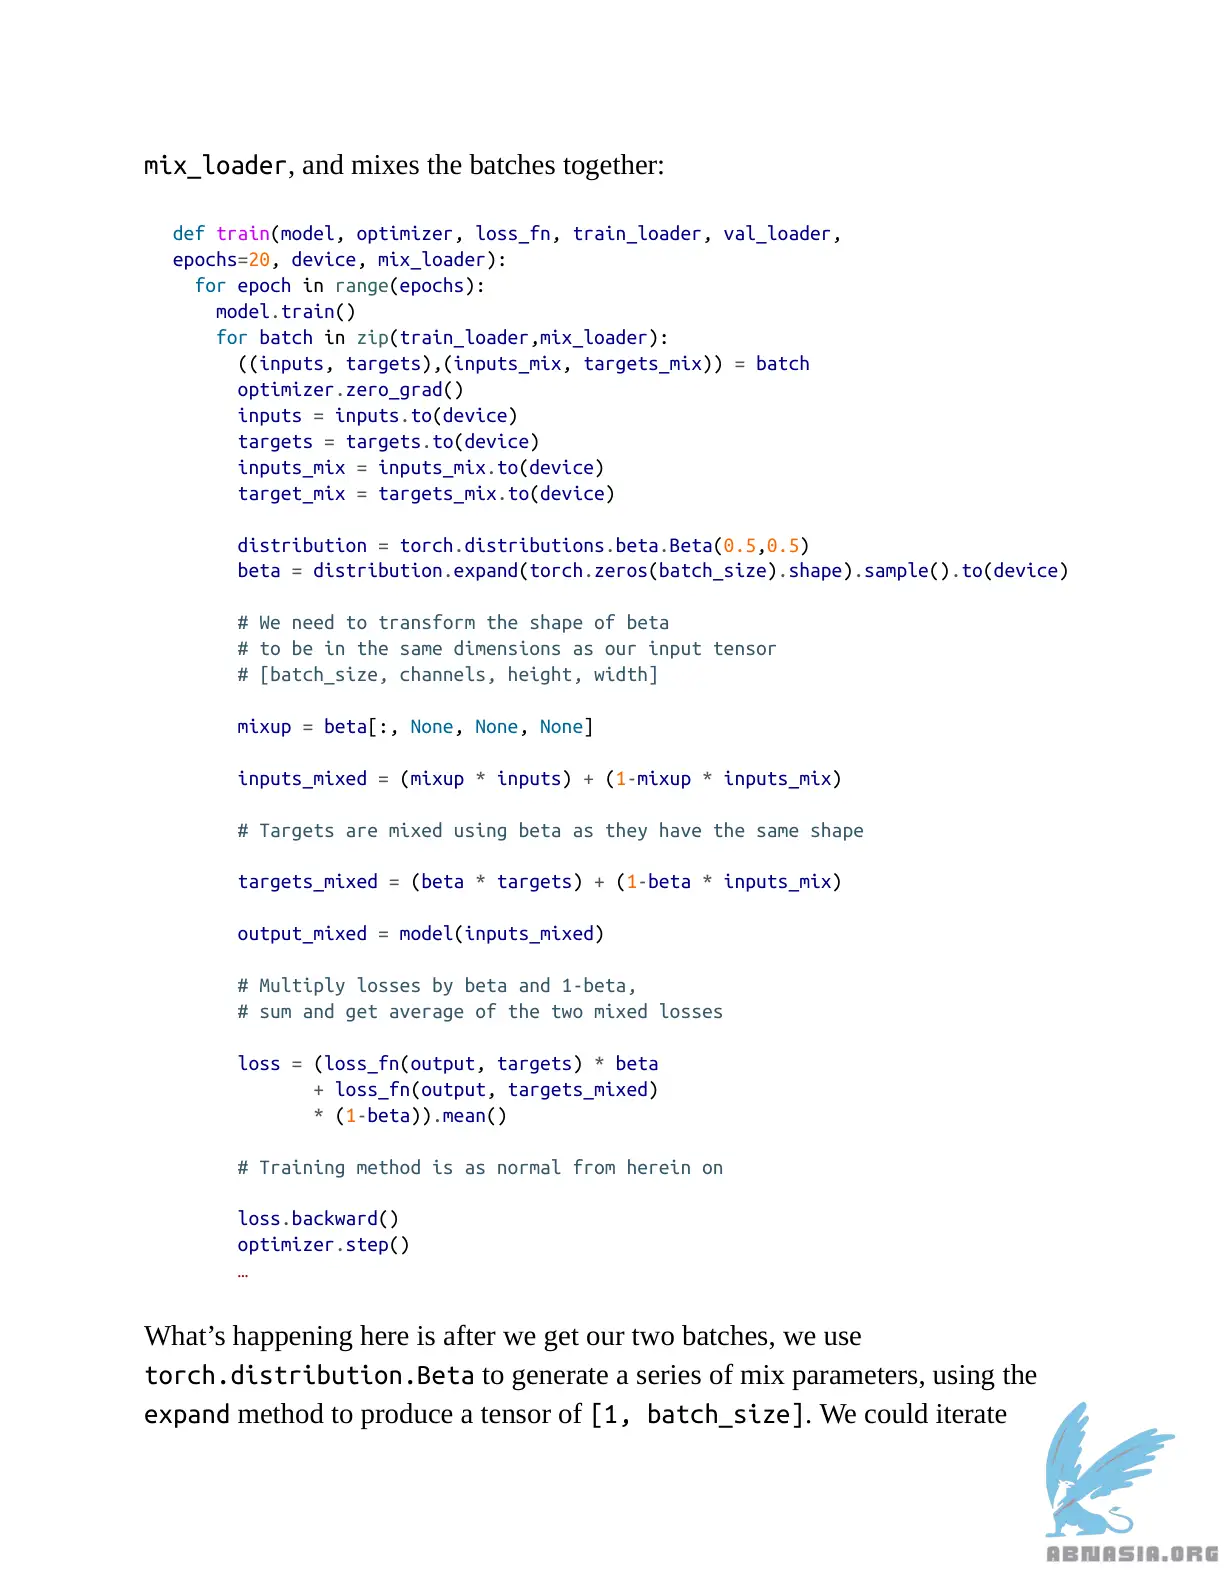 mix_loader, and mixes the batches together:
def train(model, optimizer, loss_fn, train_loader, val_loader,
epochs=20, device, mix_loader):
  for epoch in range(epochs):
    model.train()
    for batch in zip(train_loader,mix_loader):
      ((inputs, targets),(inputs_mix, targets_mix)) = batch
      optimizer.zero_grad()
      inputs = inputs.to(device)
      targets = targets.to(device)
      inputs_mix = inputs_mix.to(device)
      target_mix = targets_mix.to(device)
      distribution = torch.distributions.beta.Beta(0.5,0.5)
      beta = distribution.expand(torch.zeros(batch_size).shape).sample().to(device)
      # We need to transform the shape of beta
      # to be in the same dimensions as our input tensor
      # [batch_size, channels, height, width]
      mixup = beta[:, None, None, None]
      inputs_mixed = (mixup * inputs) + (1-mixup * inputs_mix)
      # Targets are mixed using beta as they have the same shape
      targets_mixed = (beta * targets) + (1-beta * inputs_mix)
      output_mixed = model(inputs_mixed)
      # Multiply losses by beta and 1-beta,
      # sum and get average of the two mixed losses
      loss = (loss_fn(output, targets) * beta
             + loss_fn(output, targets_mixed)
             * (1-beta)).mean()
      # Training method is as normal from herein on
      loss.backward()
      optimizer.step()
      …
What’s happening here is after we get our two batches, we use
torch.distribution.Beta to generate a series of mix parameters, using the
expand method to produce a tensor of [1, batch_size]. We could iterate
ABNASIA.ORG